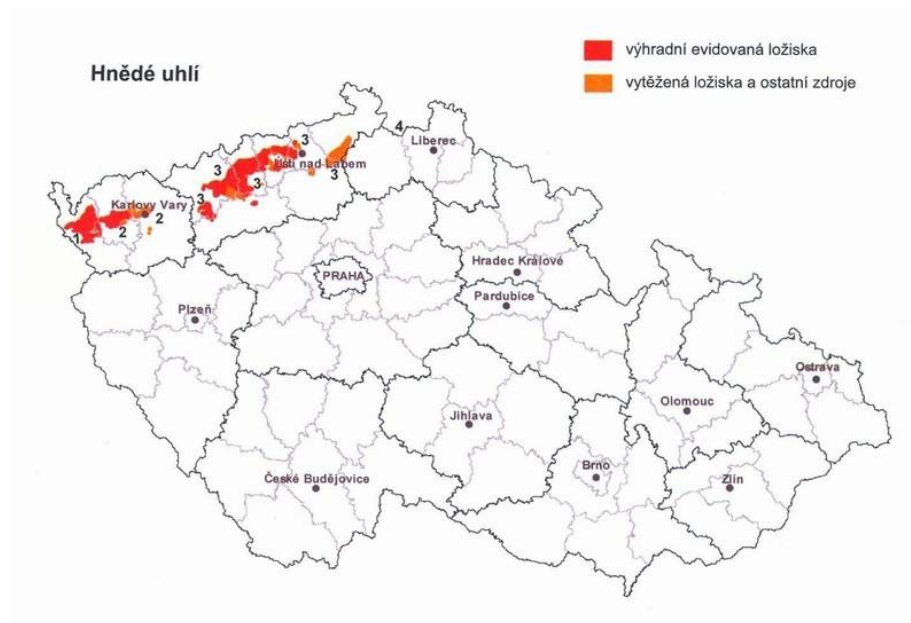 výhradní evidovaná ložiska
Hnědé uhlí
vytěžená ložiska a ostatní zdroje
4
Liberec
3
Ústí nad Labem
3
3
3
3
Karlovy Vary
2
1
2
Hradec Králové
PRAHA
Pardubice
Plzeň
Ostrava
Olomouc
Jihlava
Brno
České Budějovice
Zlín